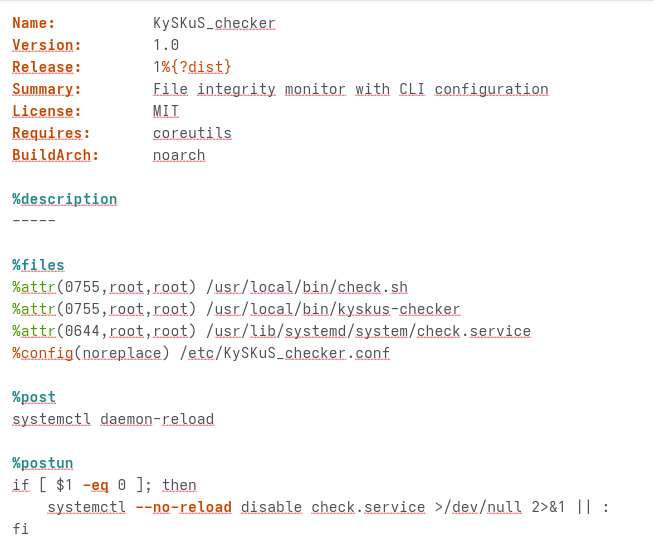 Name: KySKuS_checker
Version: 1.0
Release: 1%{?dist}
Summary: File integrity monitor with CLI configuration
License: MIT
Requires: coreutils
BuildArch: noarch
%description
-----
%files
%attr(0755,root,root) /usr/local/bin/check.sh
%attr(0755,root,root) /usr/local/bin/kyskus-checker
%attr(0644,root,root) /usr/lib/systemd/system/check.service
%config(noreplace) /etc/KySKuS_checker.conf
%post
systemctl daemon-reload
%postun
if [ $1 -eq 0 ]; then
    systemctl --no-reload disable check.service >/dev/null 2>&1 || :
fi